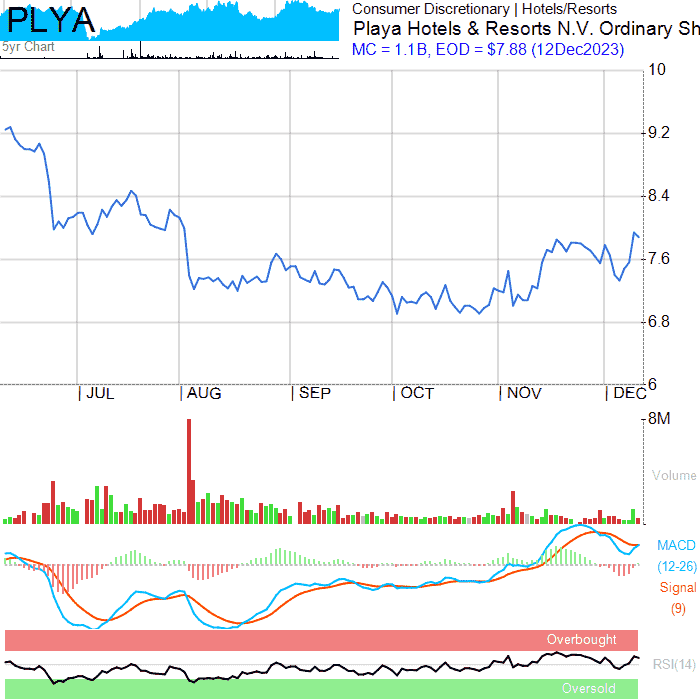 PLYA
5yr Chart
Consumer Discretionary | Hotels/Resorts
Playa Hotels & Resorts N.V. Ordinary Sh
MC = 1.1B, EOD = $7.88 (12Dec2023)
10
9.2
8.4
7.6
6.8
6
| JUL | AUG | SEP | OCT | NOV | DEC
8M
Volume
MACD
(12-26)
Signal
(9)
Overbought
RSI(14)
Oversold